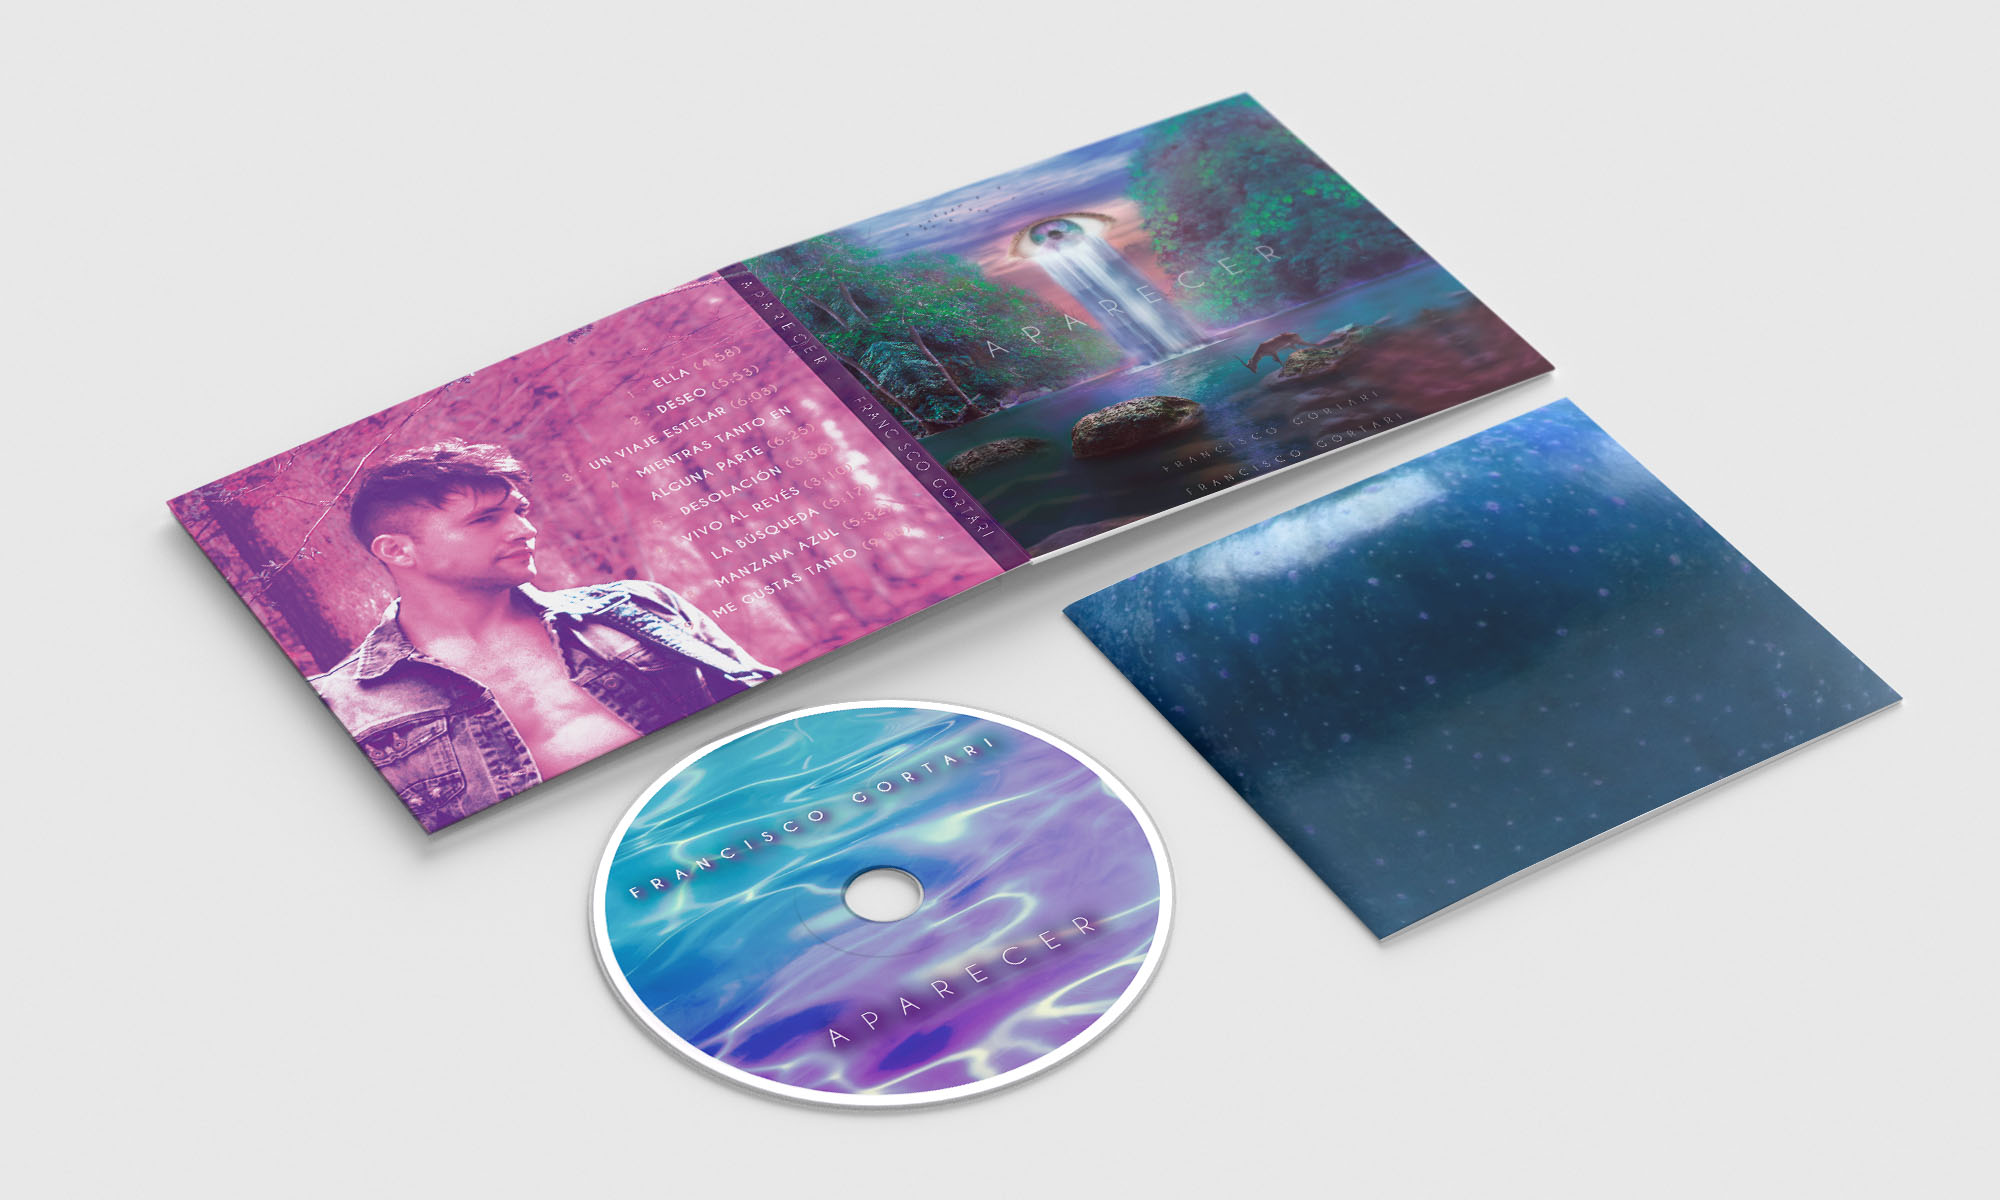 1 · ELLA (4:58)
2 · DESEO (5:53)
3 · UN VIAJE ESTELAR (6:03)
4 · MIENTRAS TANTO EN
ALGUNA PARTE (6:25)
5 · DESOLACIÓN (3:36)
VIVO AL REVÉS (3:10)
LA BÚSQUEDA (5:17)
MANZANA AZUL (5:32)
ME GUSTAS TANTO
APARECER · FRANCISCO GORTARI
APARECER
FRANCISCO GORTARI
FRANCISCO GORTARI
FRANCISCO GORTARI
APARECER